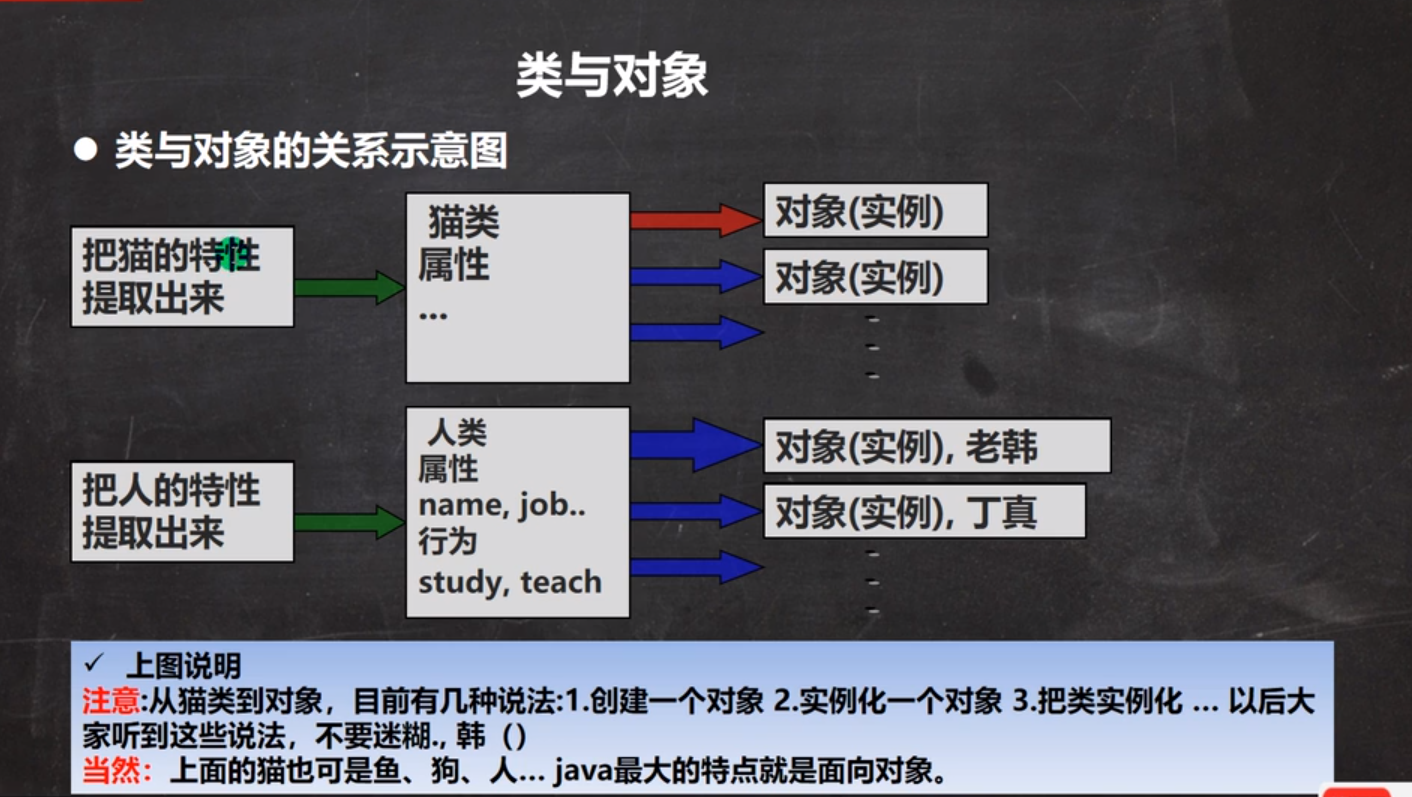 类与对象
● 类与对象的关系示意图
把猫的特性
提取出来
猫类
属性
...
对象(实例)
对象(实例)
把人的特性
提取出来
人类
属性
name, job..
行为
study, teach
对象(实例), 老韩
对象(实例), 丁真
✓ 上图说明
注意:从猫类到对象，目前有几种说法:1.创建一个对象 2.实例化一个对象 3.把类实例化 ... 以后大
家听到这些说法，不要迷糊., 韩（）
当然：上面的猫也可是鱼、狗、人... java最大的特点就是面向对象。